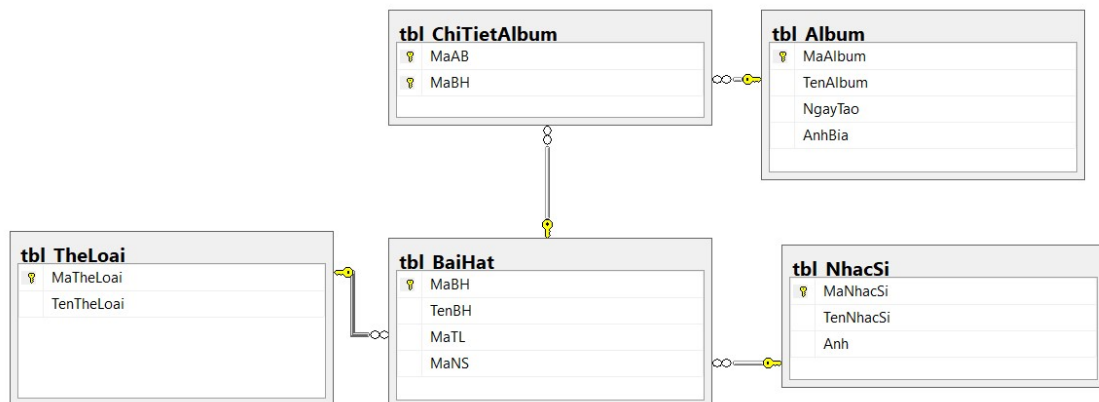 tbl_ChiTietAlbum
MaAB
MaBH
tbl_Album
MaAlbum
TenAlbum
NgayTao
AnhBia
tbl_TheLoai
MaTheLoai
TenTheLoai
tbl_BaiHat
MaBH
TenBH
MaTL
MaNS
tbl_NhacSi
MaNhacSi
TenNhacSi
Anh